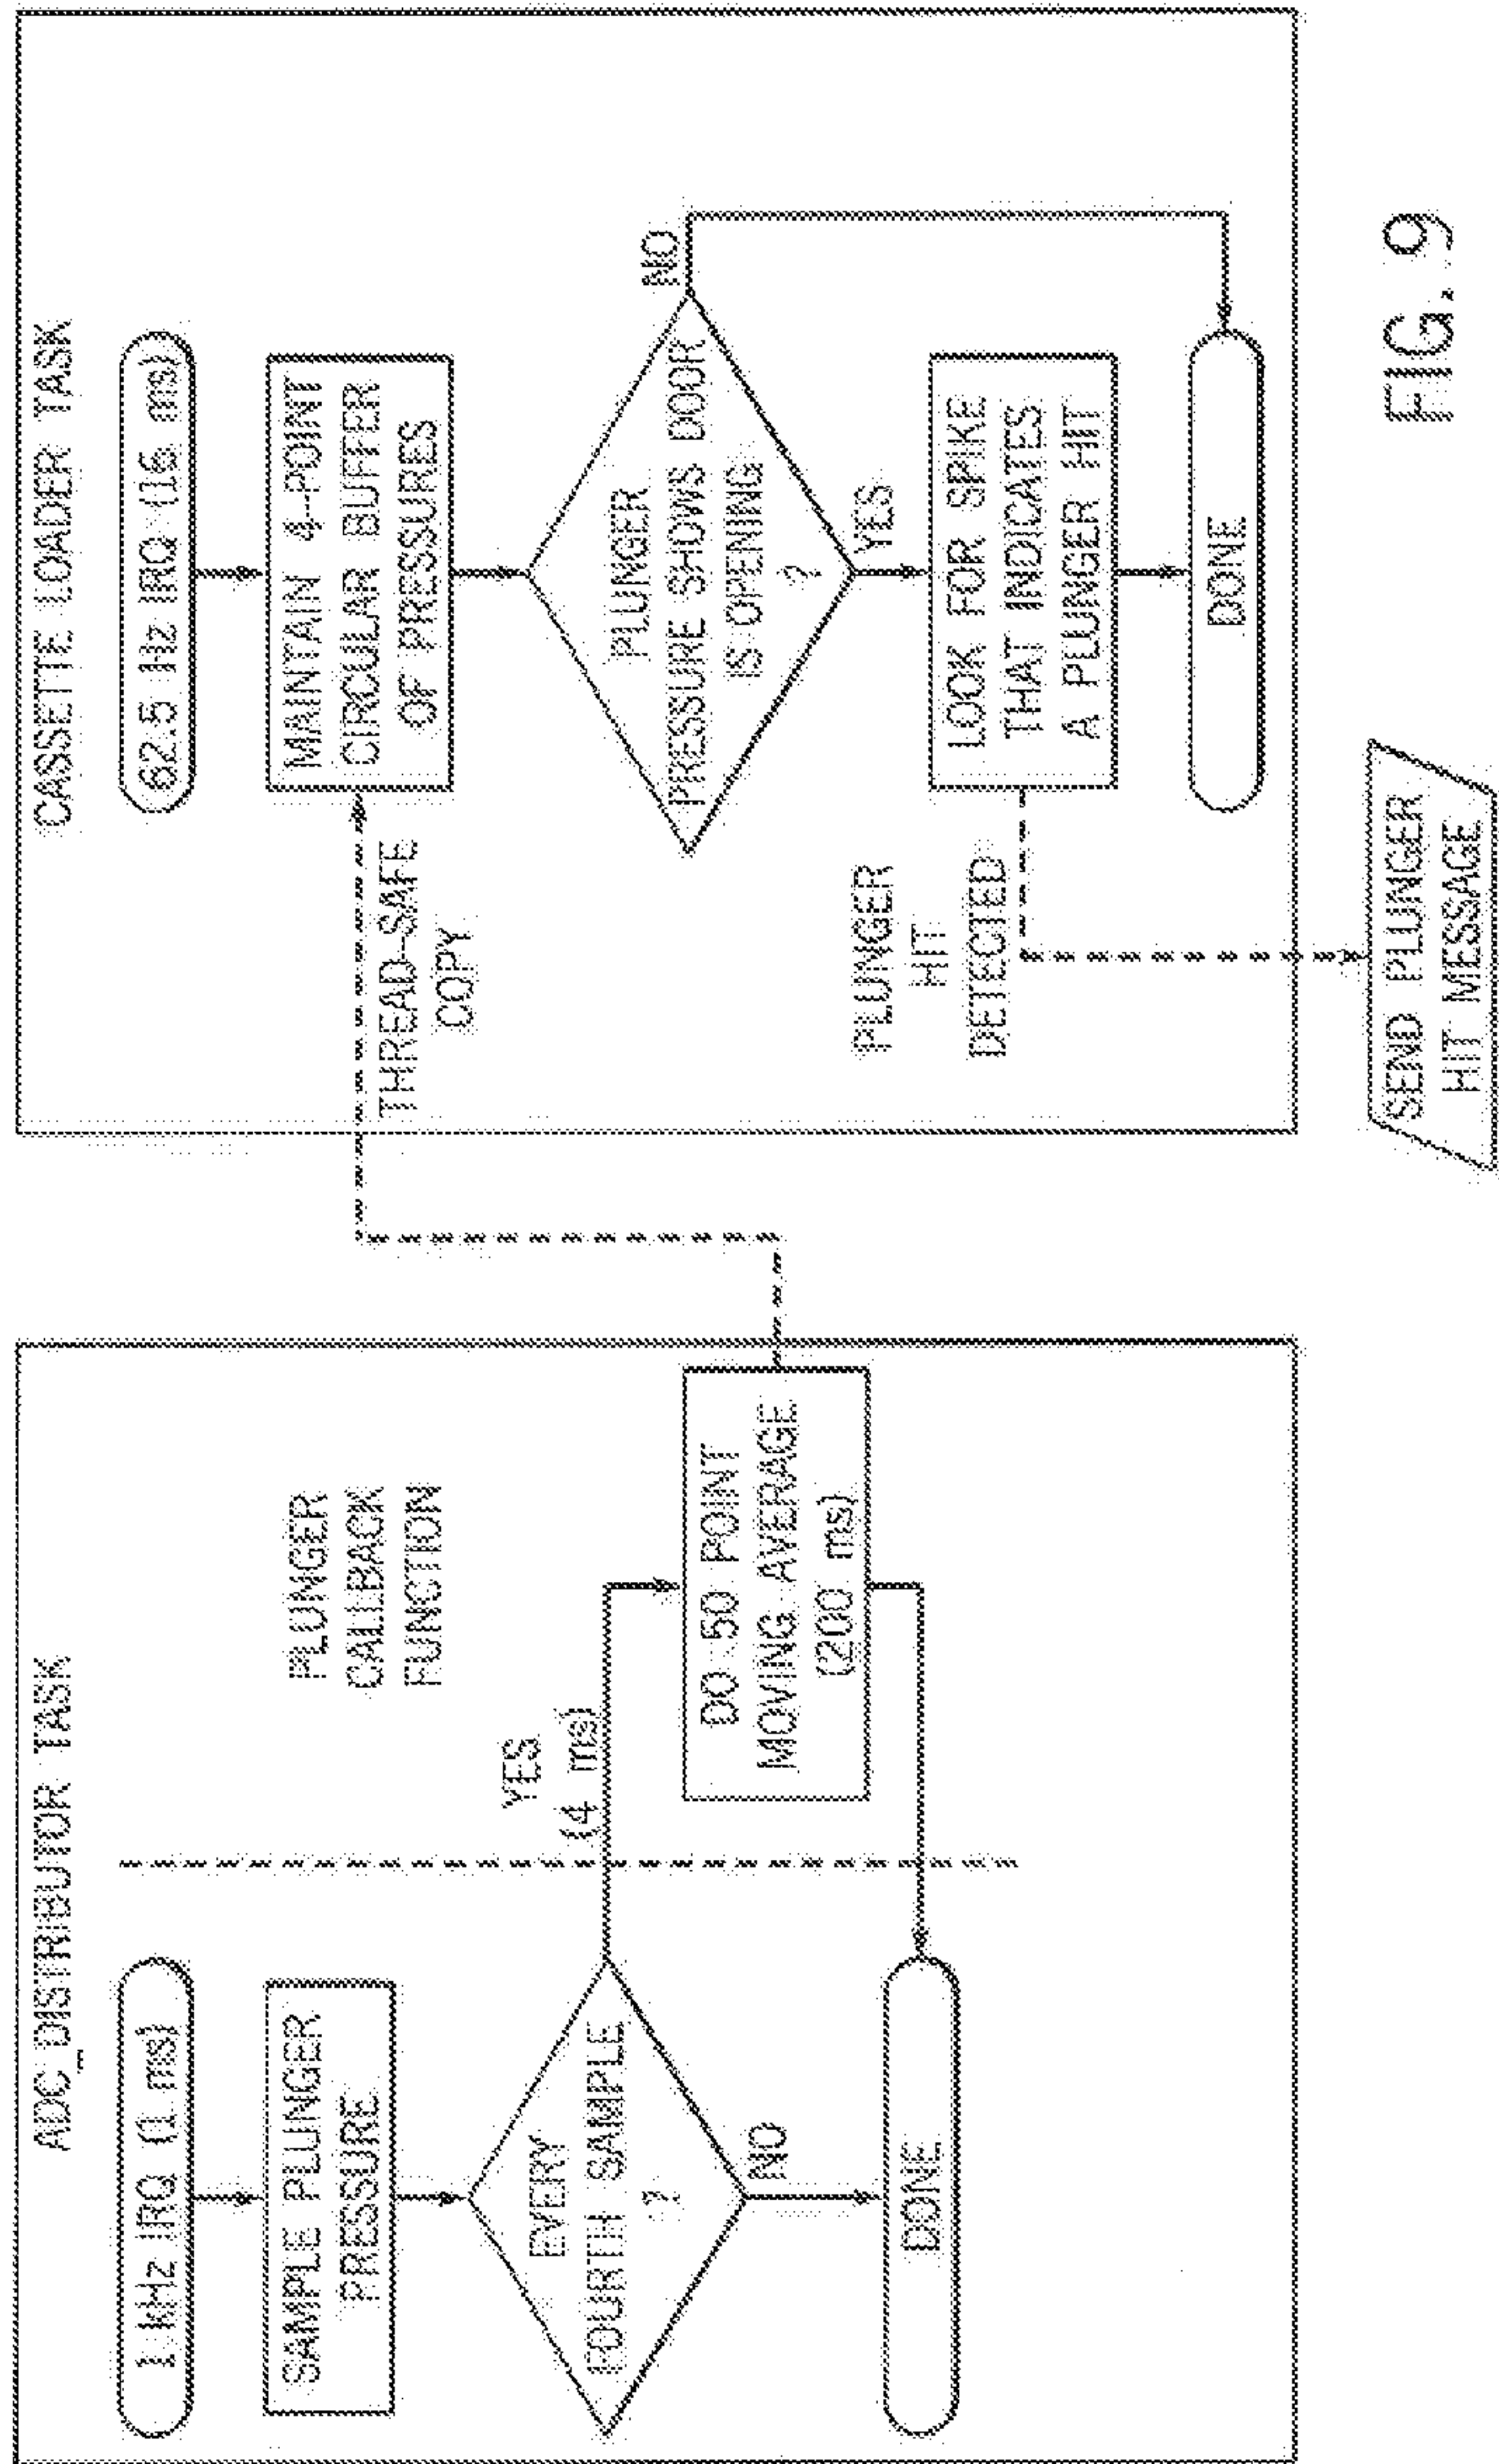 ADC_DISTRIBUTOR TASK
1 kHz IRQ (1 ms)
SAMPLE PLUNGER
PRESSURE
EVERY
FOURTH SAMPLE
?
NO
DONE
YES
(4 ms)
PLUNGER
CALLBACK
FUNCTION
DO 50 POINT
MOVING AVERAGE
(200 ms)
CASSETTE LOADER TASK
62.5 Hz IRQ (16 ms)
THREAD-SAFE
COPY
MAINTAIN 4-POINT
CIRCULAR BUFFER
OF PRESSURES
PLUNGER
PRESSURE SHOWS DOOR
IS OPENING
?
NO
YES
LOOK FOR SPIKE
THAT INDICATES
A PLUNGER HIT
PLUNGER
HIT
DETECTED
DONE
SEND PLUNGER
HIT MESSAGE
FIG. 9